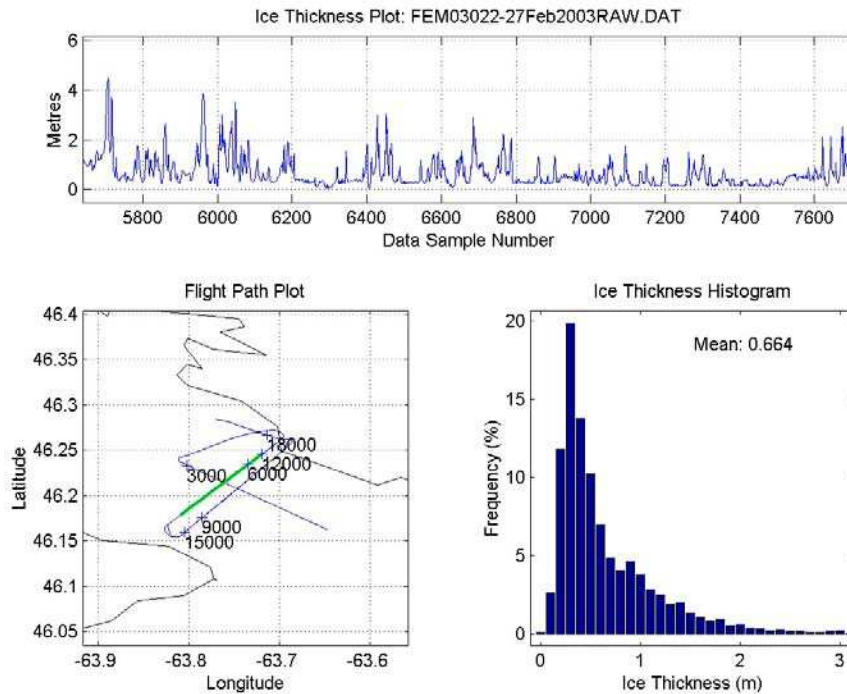 Ice Thickness Plot: FEM03022-27Feb2003RAW.DAT
6
4
2
0
Metres
5800 6000 6200 6400 6600 6800 7000 7200 7400 7600
Data Sample Number
Flight Path Plot
46.4
46.35
46.3
46.25
46.2
46.15
46.1
46.05
Latitude
18000
12000
6000
3000
9000
15000
-63.9 -63.8 -63.7 -63.6
Longitude
Ice Thickness Histogram
Mean: 0.664
20
15
10
5
0
Frequency (%)
0 1 2 3
Ice Thickness (m)